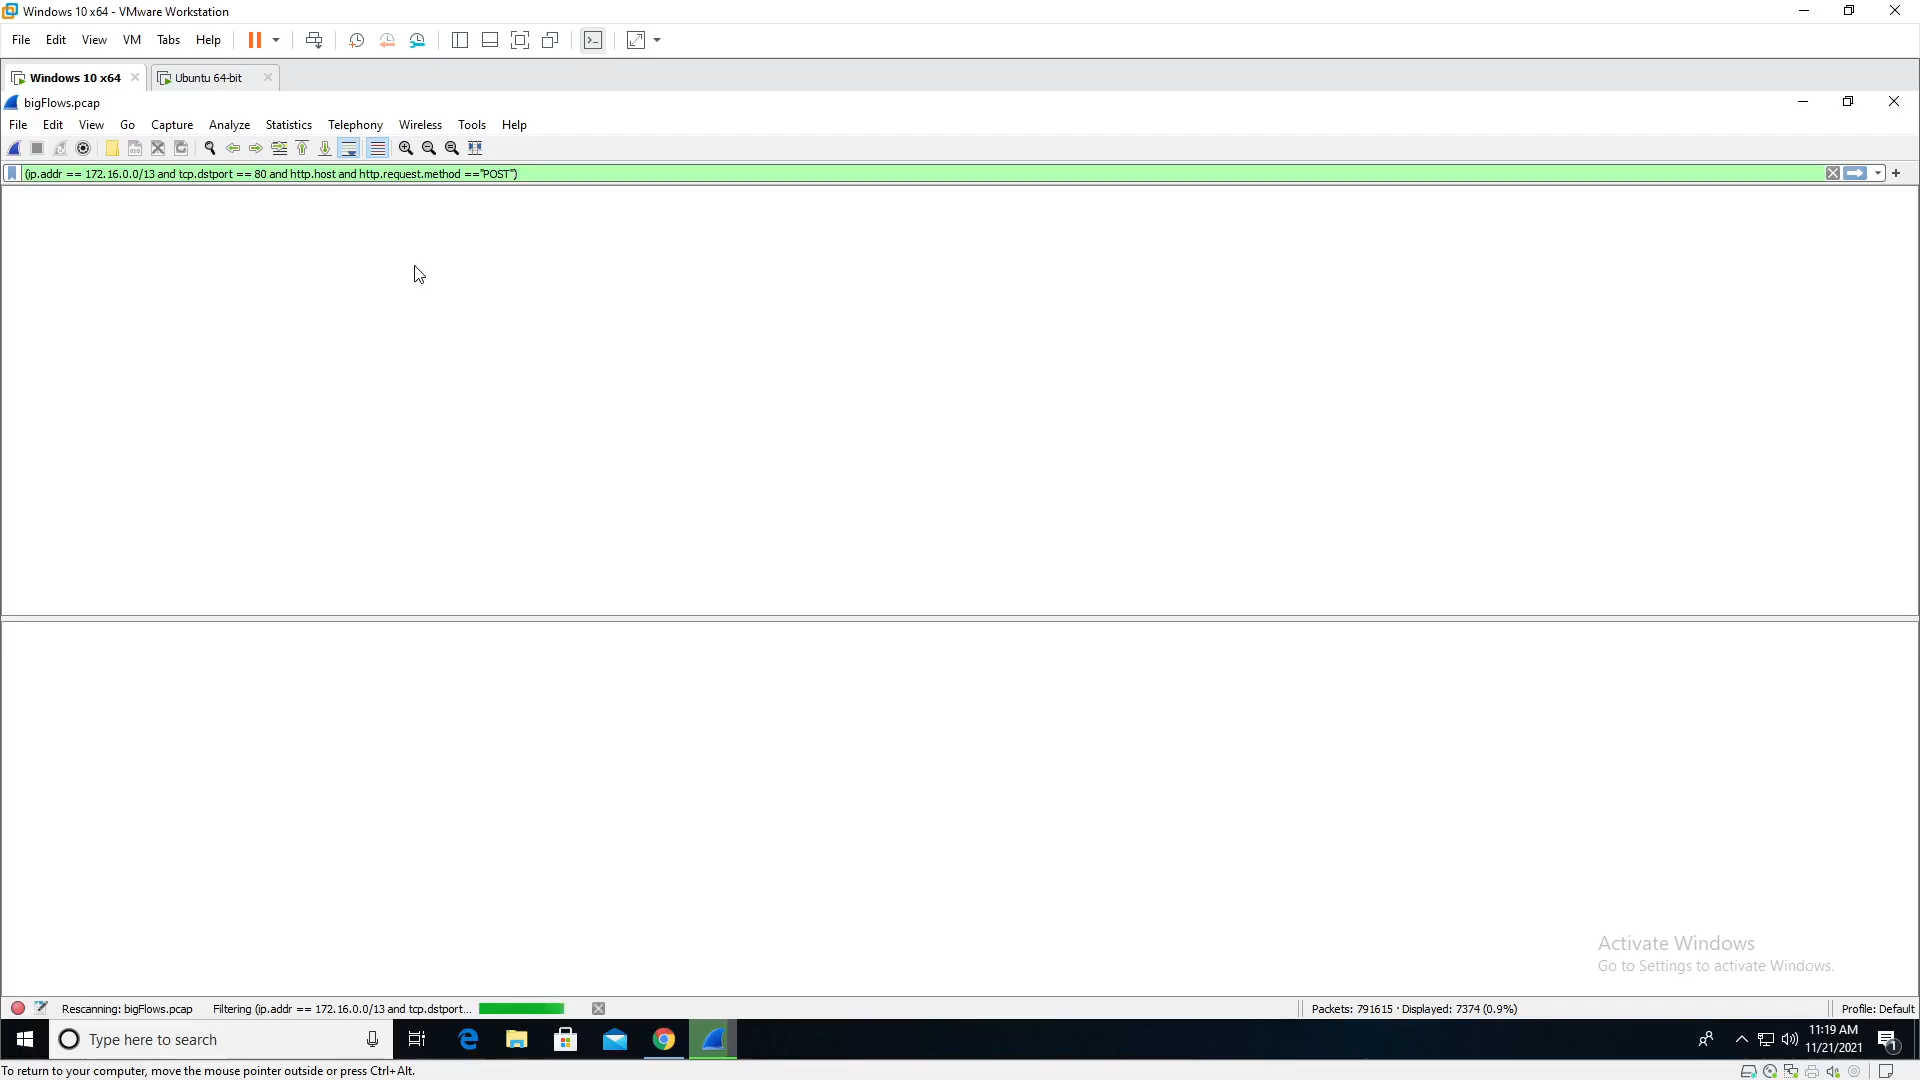 Windows 10 x64 - VMware Workstation
File Edit View VM Tabs Help
Windows 10 x64 Ubuntu 64-bit
bigFlows.pcap
File Edit View Go Capture Analyze Statistics Telephony Wireless Tools Help
(ip.addr == 172.16.0.0/13 and tcp.dstport == 80 and http.host and http.request.method =="POST")
Activate Windows
Go to Settings to activate Windows.
Rescanning: bigFlows.pcap Filtering (ip.addr == 172.16.0.0/13 and tcp.dstport... Packets: 791615 · Displayed: 7374 (0.9%) Profile: Default
Type here to search
11:19 AM
11/21/2021
1
To return to your computer, move the mouse pointer outside or press Ctrl+Alt.